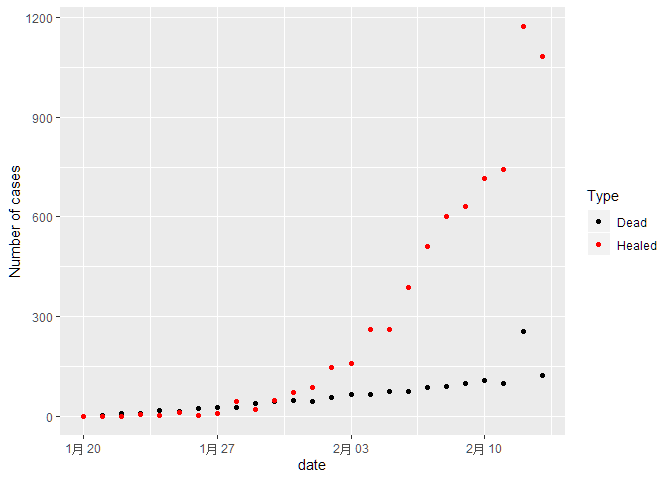 1200
900
600
300
0
Number of cases
1月 20
1月 27
2月 03
2月 10
date
Type
Dead
Healed